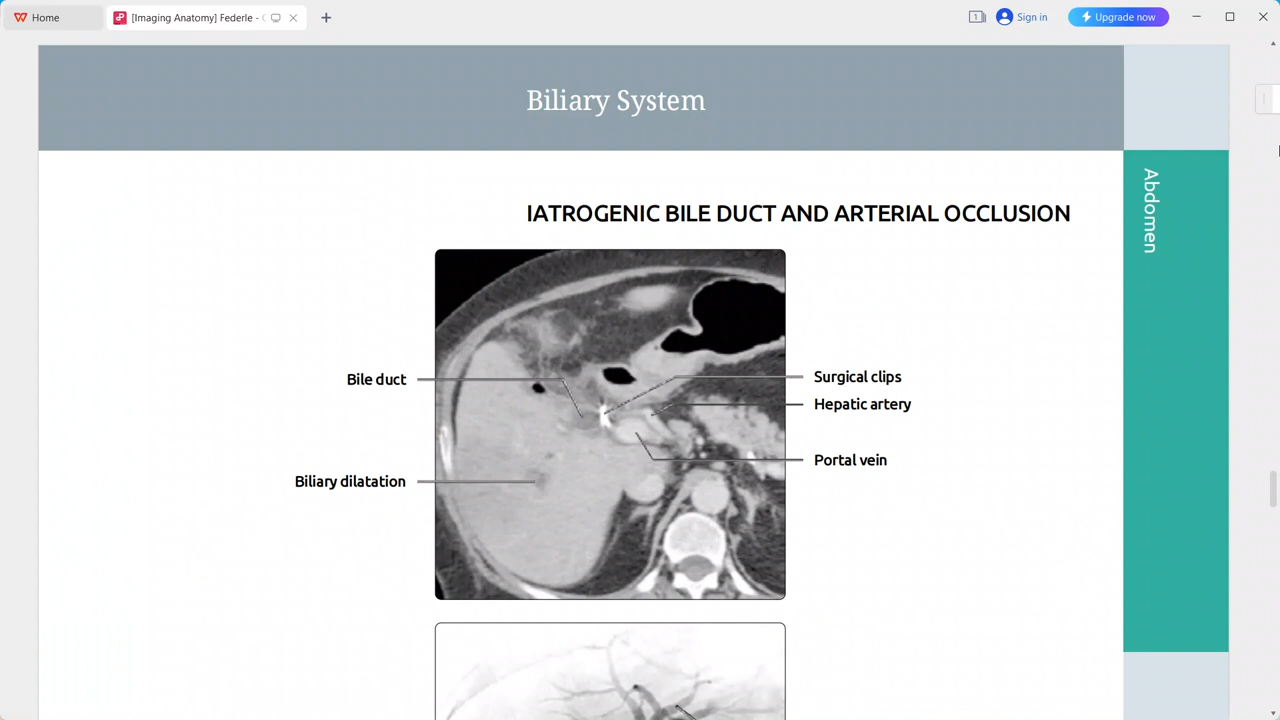 Home
[Imaging Anatomy] Federle -
1
Sign in
Upgrade now
Biliary System
Abdomen
IATROGENIC BILE DUCT AND ARTERIAL OCCLUSION
Bile duct
Surgical clips
Hepatic artery
Portal vein
Biliary dilatation